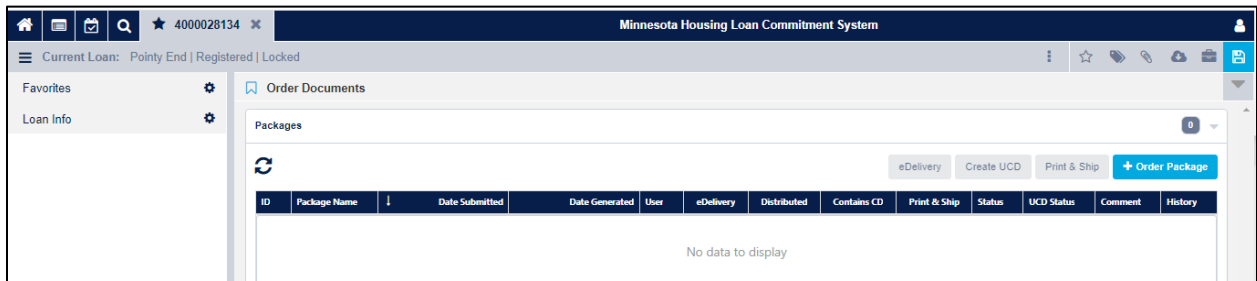 4000028134 Minnesota Housing Loan Commitment System
Current Loan: Pointy End | Registered | Locked
Favorites Order Documents
Loan Info Packages 0
eDelivery Create UCD Print & Ship + Order Package
ID Package Name Date Submitted Date Generated User eDelivery Distributed Contains CD Print & Ship Status UCD Status Comment History
No data to display